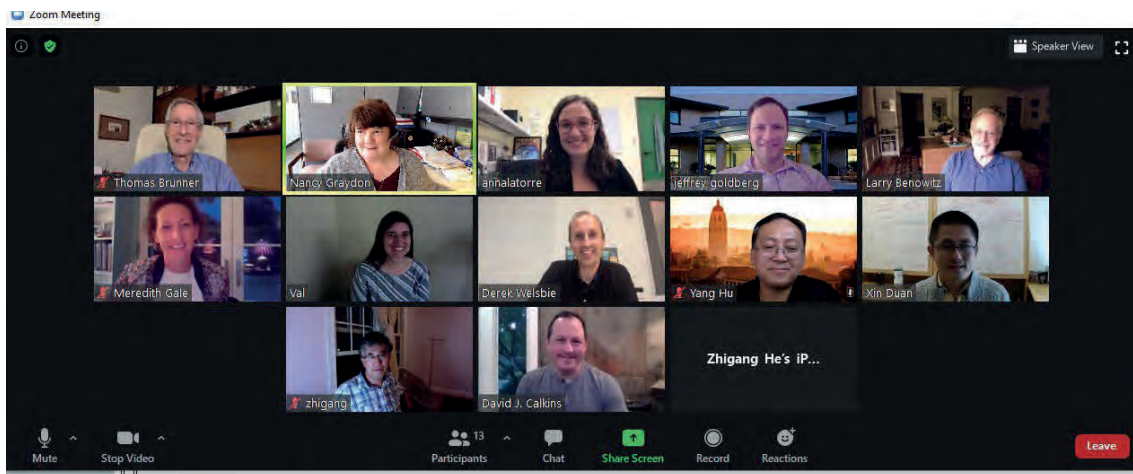 Zoom Meeting
Speaker View
Thomas Brunner
Nancy Graydon
annalatorre
jeffrey goldberg
Larry Benowitz
Meredith Gale
Val
Derek Welsbie
Yang Hu
Xin Duan
zhigang
David J. Calkins
Zhigang He's iP...
Mute
Stop Video
Participants
13
Chat
Share Screen
Record
Reactions
Leave